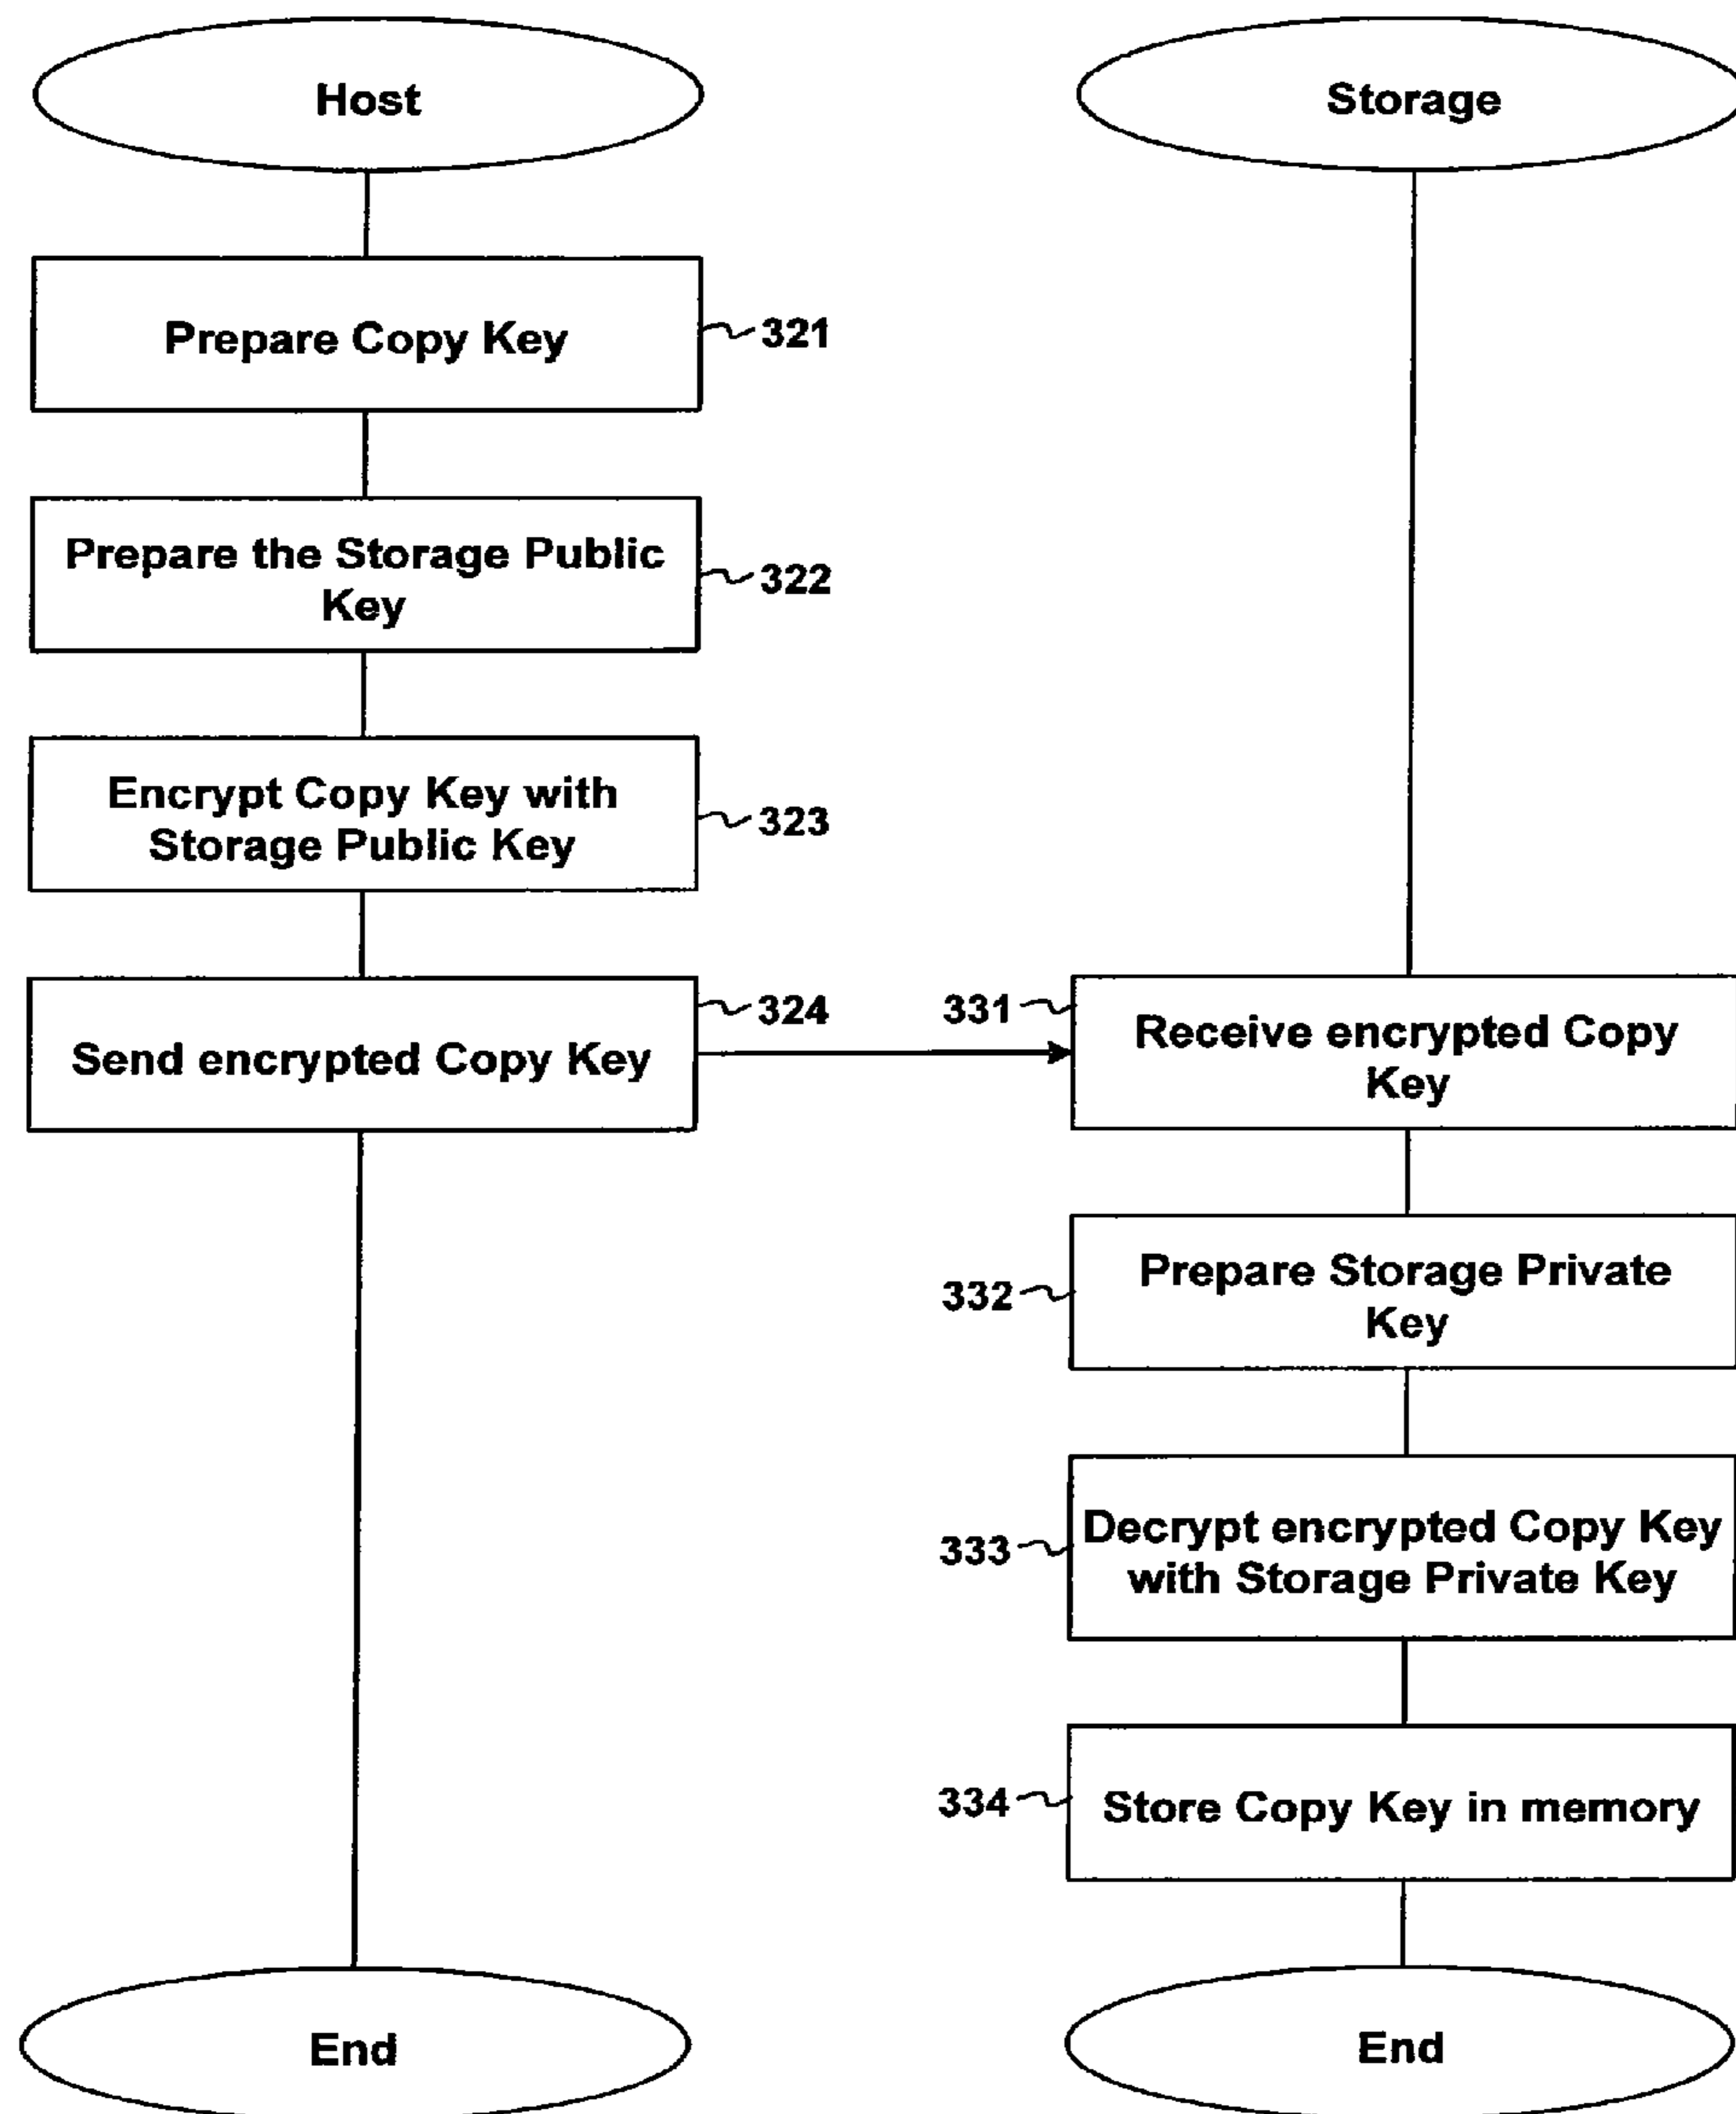 Host
Prepare Copy Key
321
Prepare the Storage Public
Key
322
Encrypt Copy Key with
Storage Public Key
323
Send encrypted Copy Key
324
Storage
331
Receive encrypted Copy
Key
332
Prepare Storage Private
Key
333
Decrypt encrypted Copy Key
with Storage Private Key
334
Store Copy Key in memory
End
End